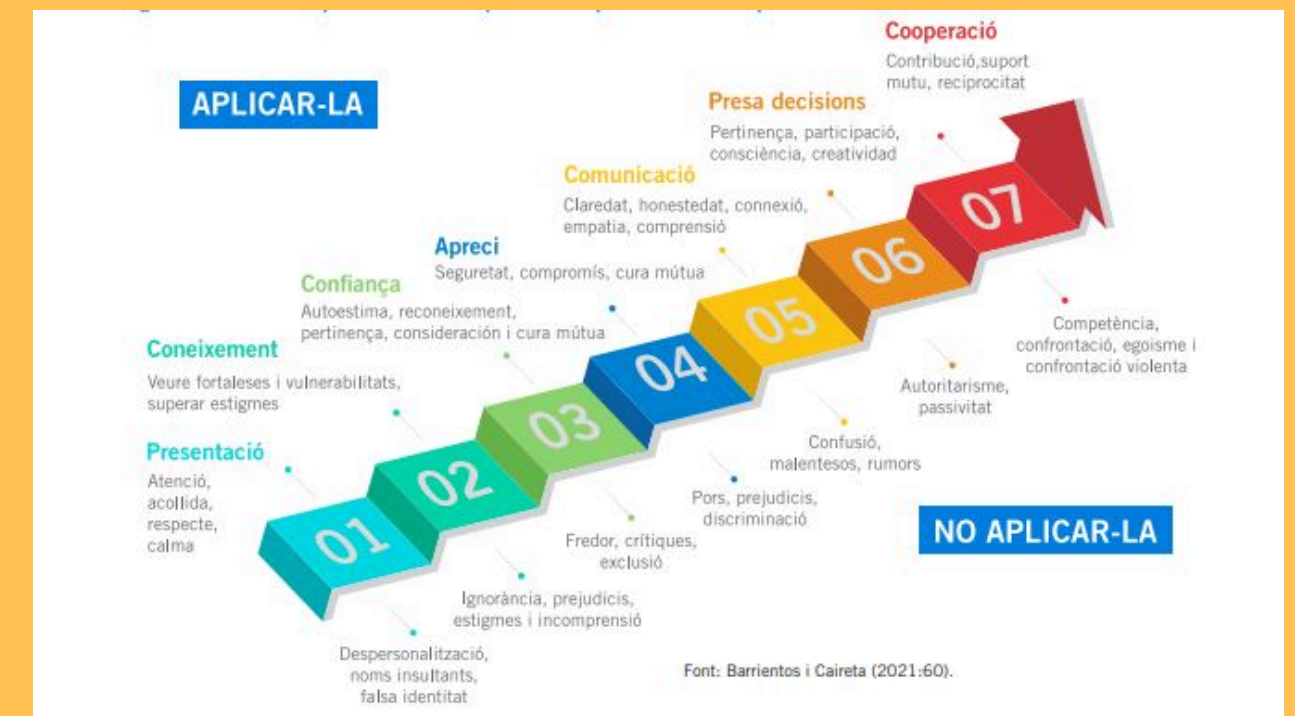 APLICAR-LA
Cooperació
Contribució,suport
mutu, reciprocitat
Presa decisions
Pertinença, participació,
consciència, creatividad
Comunicació
Claredat, honestedat, connexió,
empatia, comprensió
Apreci
Seguretat, compromís, cura mútua
Confiança
Autoestima, reconeixement,
pertinença, consideración i cura mútua
Coneixement
Veure fortaleses i vulnerabilitats,
superar estigmes
Presentació
Atenció,
acollida,
respecte,
calma
01
02
03
04
05
06
07
Competència,
confrontació, egoisme i
confrontació violenta
Autoritarisme,
passivitat
Confusió,
malentesos, rumors
Pors, prejudicis,
discriminació
Fredor, crítiques,
exclusió
Ignorància, prejudicis,
estigmes i incomprensió
Despersonalització,
noms insultants,
falsa identitat
NO APLICAR-LA
Font: Barrientos i Caireta (2021:60).